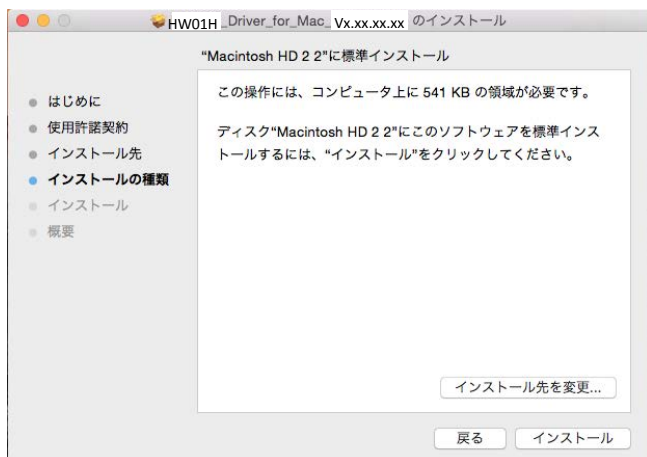 HW01H _Driver_for_Mac_ Vx.xx.xx.xx のインストール
“Macintosh HD 2 2”に標準インストール
はじめに
使用許諾契約
インストール先
インストールの種類
インストール
概要
この操作には、コンピュータ上に 541 KB の領域が必要です。
ディスク“Macintosh HD 2 2”にこのソフトウェアを標準インス
トールするには、“インストール”をクリックしてください。
インストール先を変更...
戻る
インストール